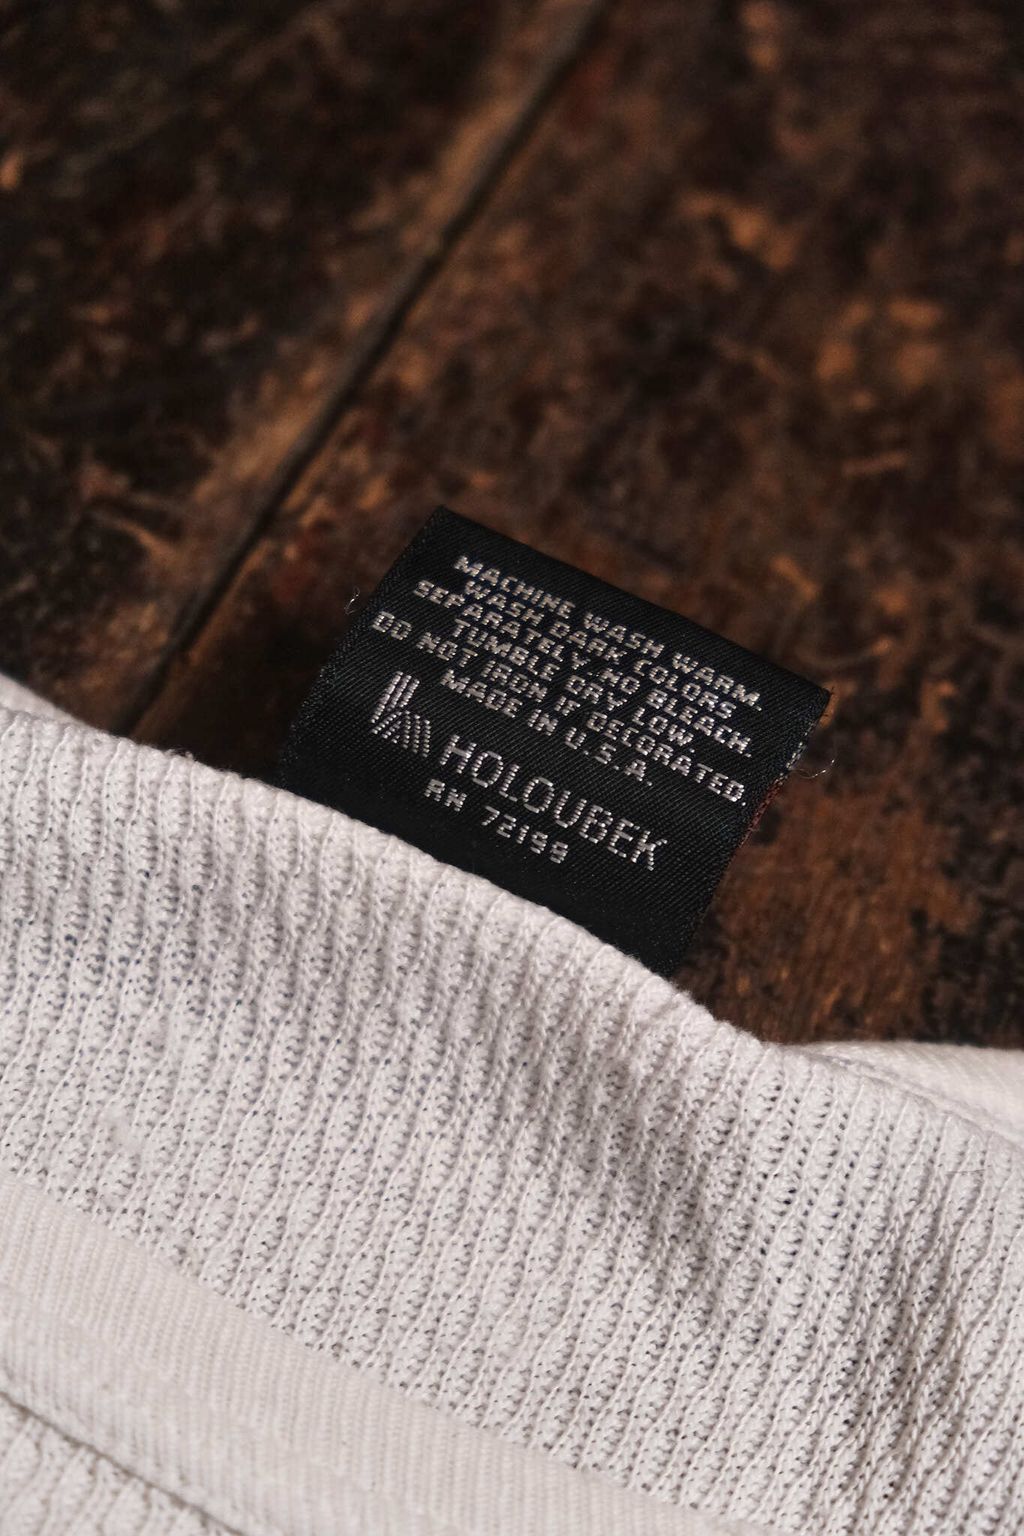 MACHINE WASH WARM.
WASH DARK COLORS
SEPARATELY. NO BLEACH.
TUMBLE DRY LOW.
DO NOT IRON IF DECORATED.
MADE IN U.S.A.
HOLOUBEK
RN 72199